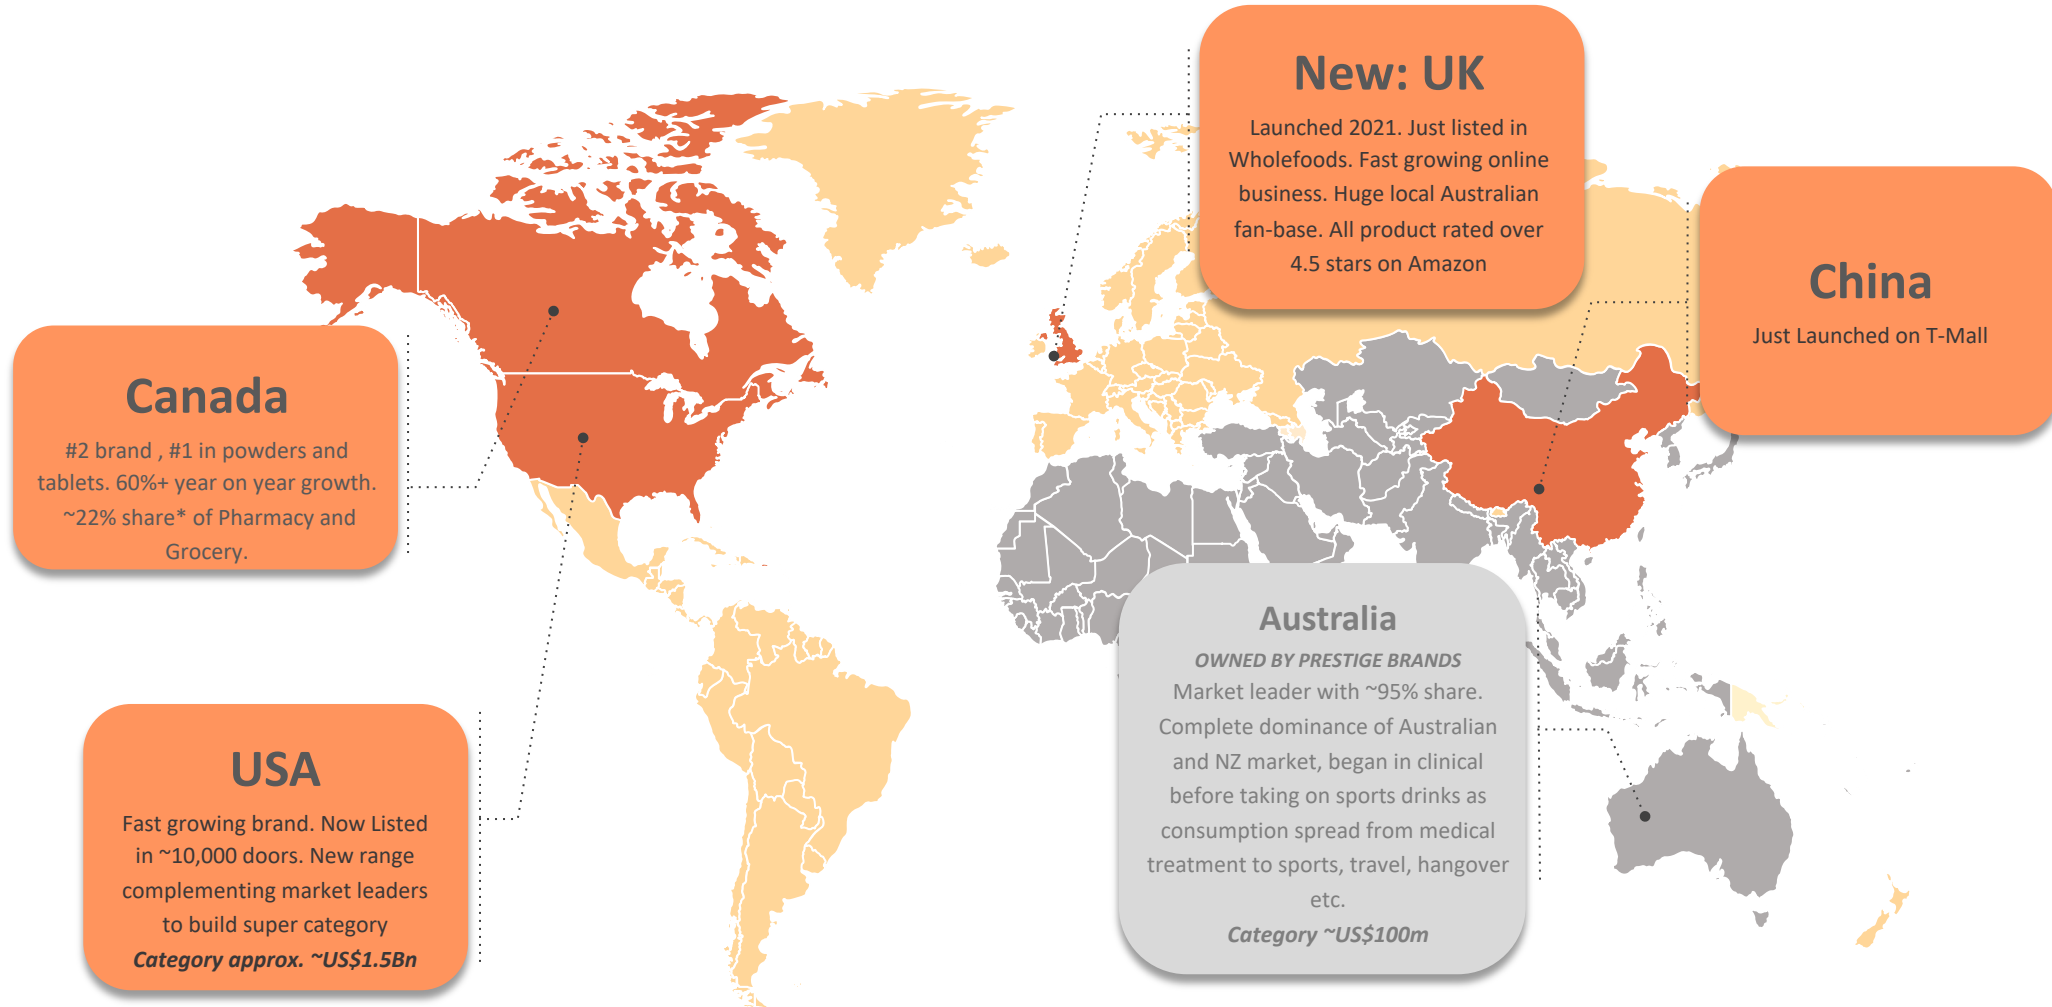 New: UK
Launched 2021. Just listed in
Wholefoods. Fast growing online
business. Huge local Australian
fan-base. All product rated over
4.5 stars on Amazon
China
Just Launched on T-Mall
Canada
#2 brand , #1 in powders and
tablets. 60%+ year on year growth.
~22% share* of Pharmacy and
Grocery.
USA
Fast growing brand. Now Listed
in ~10,000 doors. New range
complementing market leaders
to build super category
Category approx. ~US$1.5Bn
Australia
OWNED BY PRESTIGE BRANDS
Market leader with ~95% share.
Complete dominance of Australian
and NZ market, began in clinical
before taking on sports drinks as
consumption spread from medical
treatment to sports, travel, hangover
etc.
Category ~US$100m